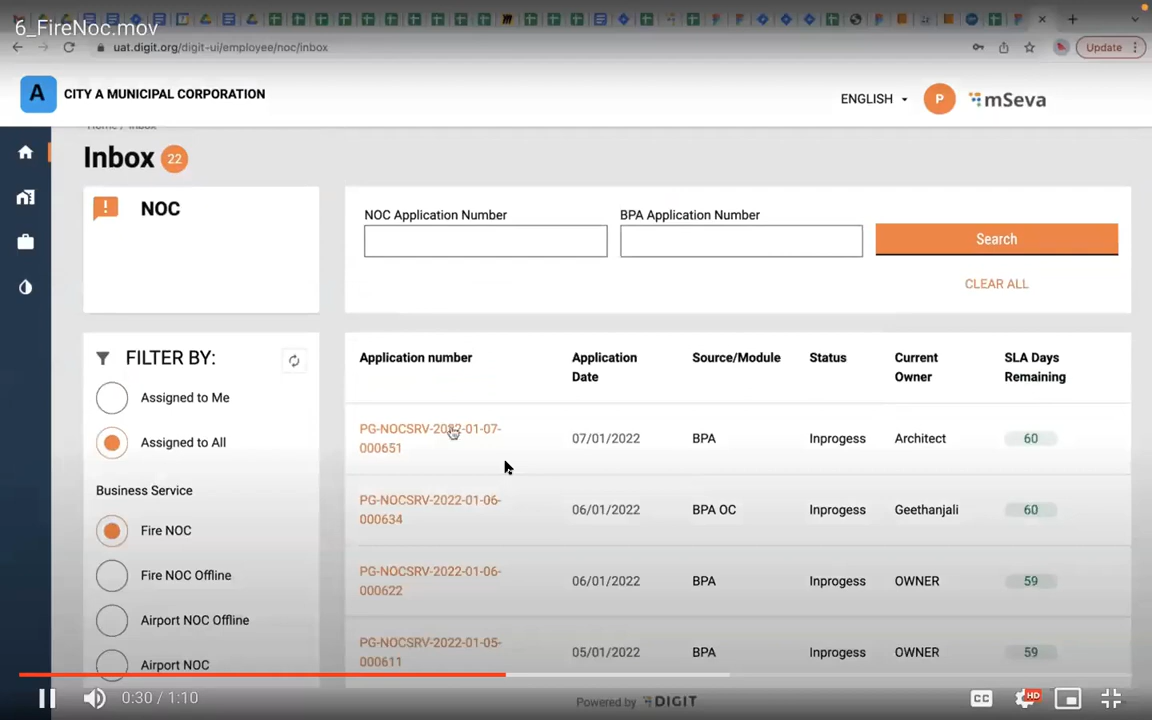 6_FireNoc.mov
uat.digit.org/digit-ui/employee/noc/inbox
Update
A
CITY A MUNICIPAL CORPORATION
ENGLISH
P
mSeva
Home / Inbox
Inbox 22
NOC
NOC Application Number
BPA Application Number
Search
CLEAR ALL
FILTER BY:
Assigned to Me
Assigned to All
Business Service
Fire NOC
Fire NOC Offline
Airport NOC Offline
Airport NOC
Application number
Application Date
Source/Module
Status
Current Owner
SLA Days Remaining
PG-NOCSRV-2022-01-07-
000651
07/01/2022
BPA
Inprogess
Architect
60
PG-NOCSRV-2022-01-06-
000634
06/01/2022
BPA OC
Inprogess
Geethanjali
60
PG-NOCSRV-2022-01-06-
000622
06/01/2022
BPA
Inprogess
OWNER
59
PG-NOCSRV-2022-01-05-
000611
05/01/2022
BPA
Inprogess
OWNER
59
0:30 / 1:10
Powered by DIGIT
CC
HD